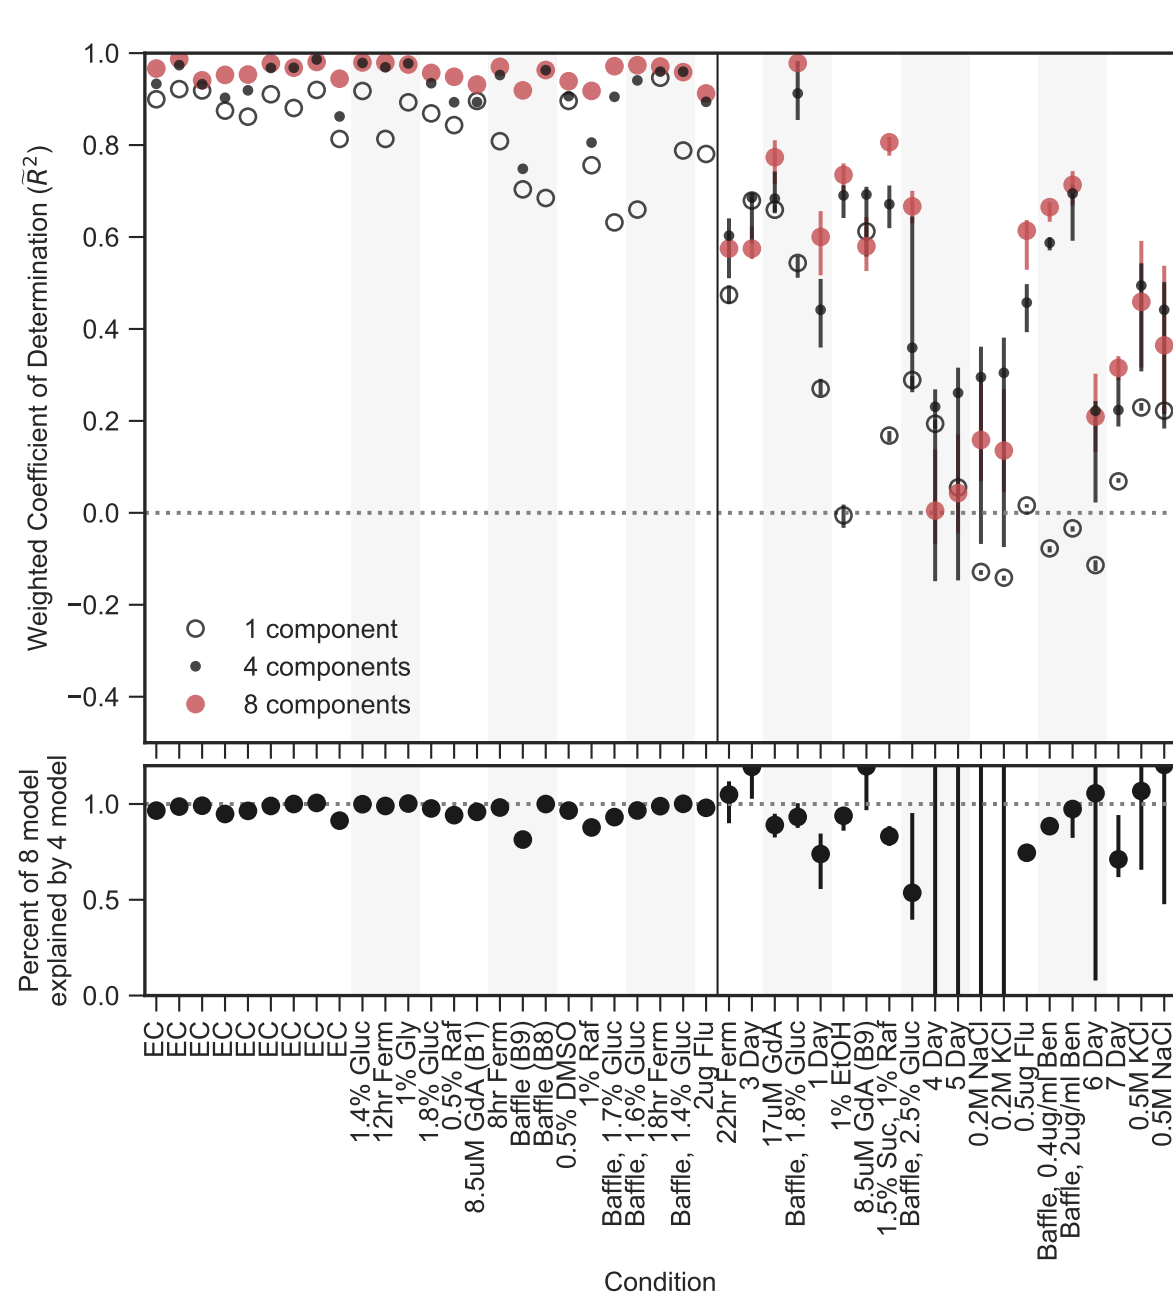 Weighted Coefficient of Determination (R̃²)
1.0
0.8
0.6
0.4
0.2
0.0
−0.2
−0.4
1 component
4 components
8 components
Percent of 8 model
explained by 4 model
1.0
0.5
0.0
EC
EC
EC
EC
EC
EC
EC
EC
EC
1.4% Gluc
12hr Ferm
1% Gly
1.8% Gluc
0.5% Raf
8.5uM GdA (B1)
8hr Ferm
Baffle (B9)
Baffle (B8)
0.5% DMSO
1% Raf
Baffle, 1.7% Gluc
Baffle, 1.6% Gluc
18hr Ferm
Baffle, 1.4% Gluc
2ug Flu
22hr Ferm
3 Day
17uM GdA
Baffle, 1.8% Gluc
1 Day
1% EtOH
8.5uM GdA (B9)
1.5% Suc, 1% Raf
Baffle, 2.5% Gluc
4 Day
5 Day
0.2M NaCl
0.2M KCl
0.5ug Flu
Baffle, 0.4ug/ml Ben
Baffle, 2ug/ml Ben
6 Day
7 Day
0.5M KCl
0.5M NaCl
Condition